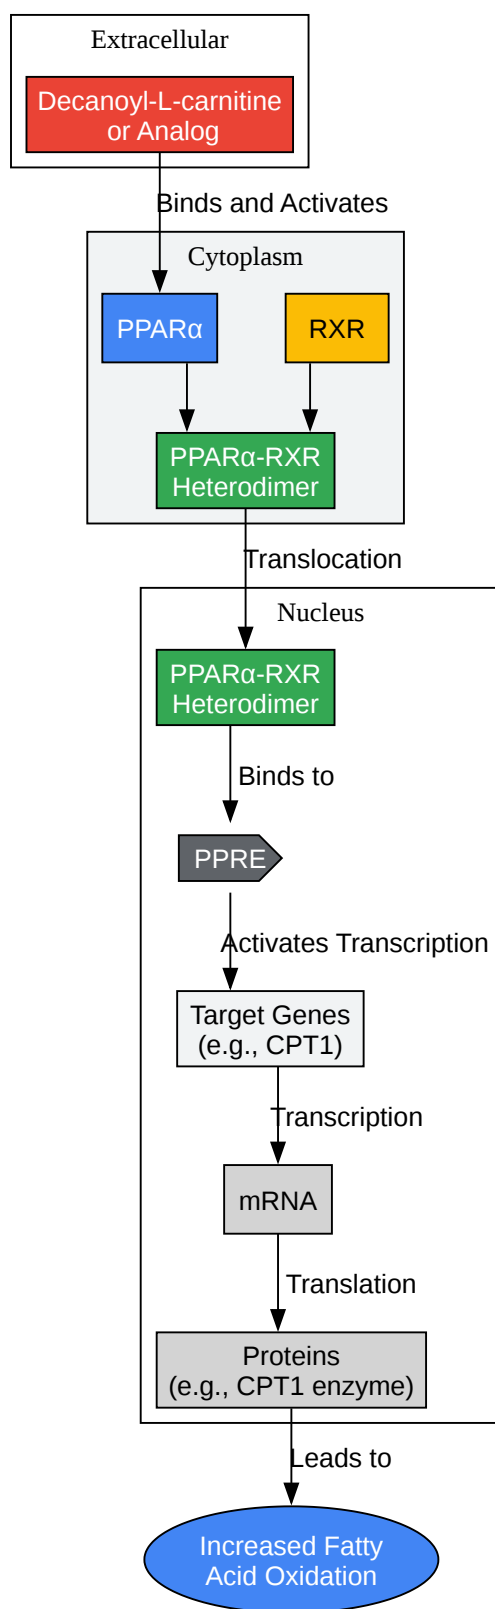 Extracellular
Decanoyl-L-carnitine
or Analog
Binds and Activates
Cytoplasm
PPARα
RXR
PPARα-RXR
Heterodimer
Translocation
Nucleus
PPARα-RXR
Heterodimer
Binds to
PPRE
Activates Transcription
Target Genes
(e.g., CPT1)
Transcription
mRNA
Translation
Proteins
(e.g., CPT1 enzyme)
Leads to
Increased Fatty
Acid Oxidation